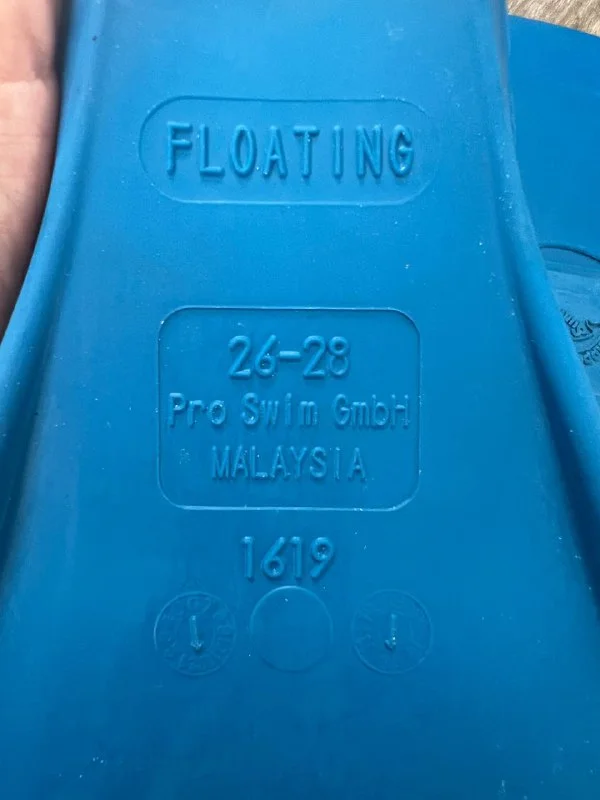 FLOATING
26-28
Pro Swim GmbH
MALAYSIA
1619